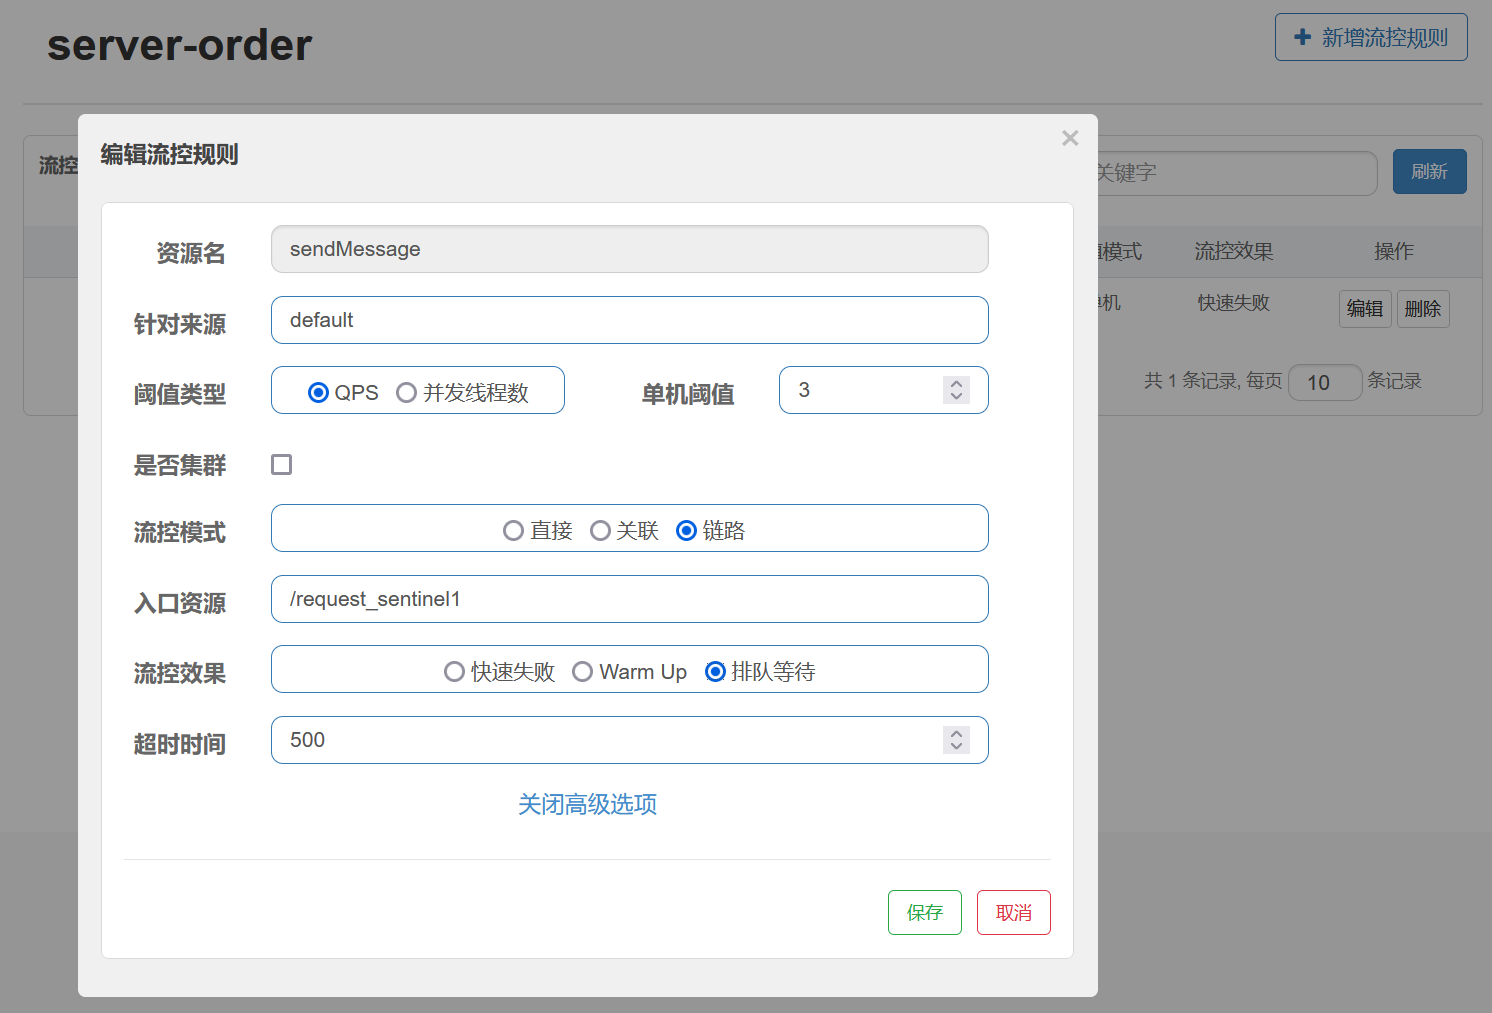 server-order
新增流控规则
编辑流控规则
×
流控
关键字
刷新
资源名
sendMessage
值模式
流控效果
操作
针对来源
default
单机
快速失败
编辑
删除
阈值类型
QPS
并发线程数
单机阈值
3
共 1 条记录, 每页
10
条记录
是否集群
流控模式
直接
关联
链路
入口资源
/request_sentinel1
流控效果
快速失败
Warm Up
排队等待
超时时间
500
关闭高级选项
保存
取消